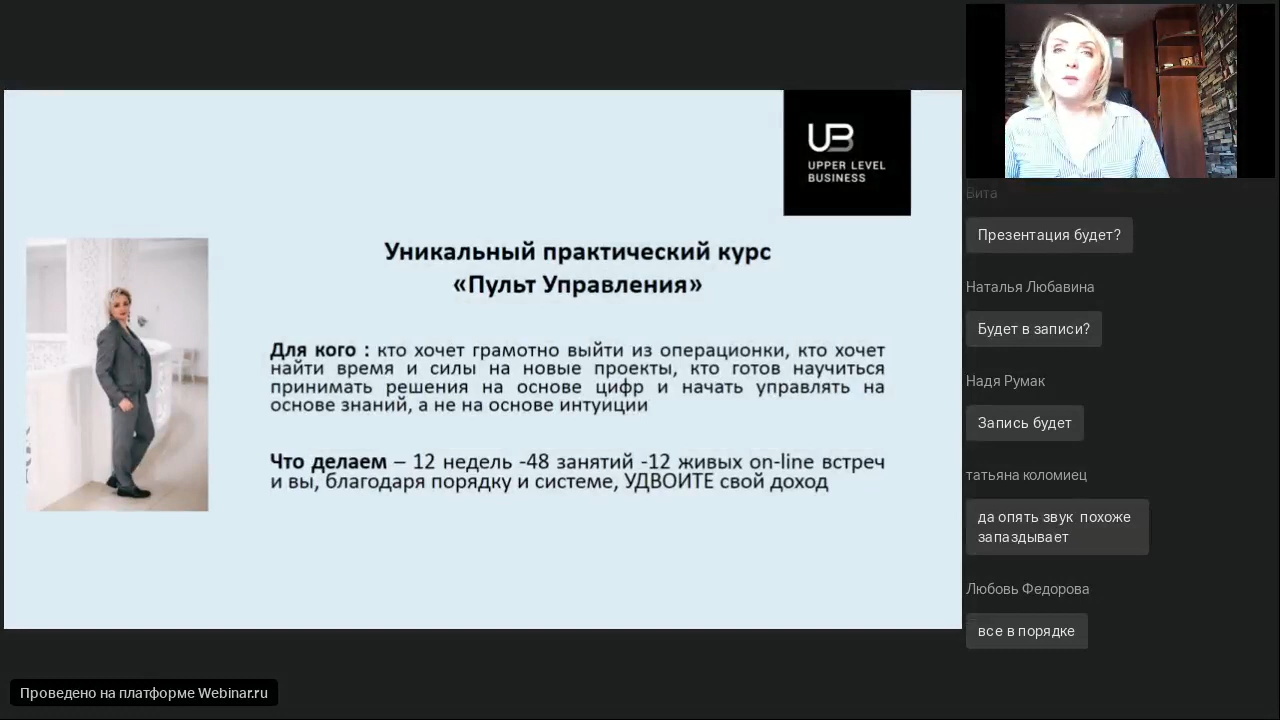 UB
UPPER LEVEL
BUSINESS
Уникальный практический курс
«Пульт Управления»
Для кого : кто хочет грамотно выйти из операционки, кто хочет
найти время и силы на новые проекты, кто готов научиться
принимать решения на основе цифр и начать управлять на
основе знаний, а не на основе интуиции
Что делаем – 12 недель -48 занятий -12 живых on-line встреч
и вы, благодаря порядку и системе, УДВОИТЕ свой доход
Вита
Презентация будет?
Наталья Любавина
Будет в записи?
Надя Румак
Запись будет
татьяна коломиец
да опять звук похоже
запаздывает
Любовь Федорова
все в порядке
Проведено на платформе Webinar.ru